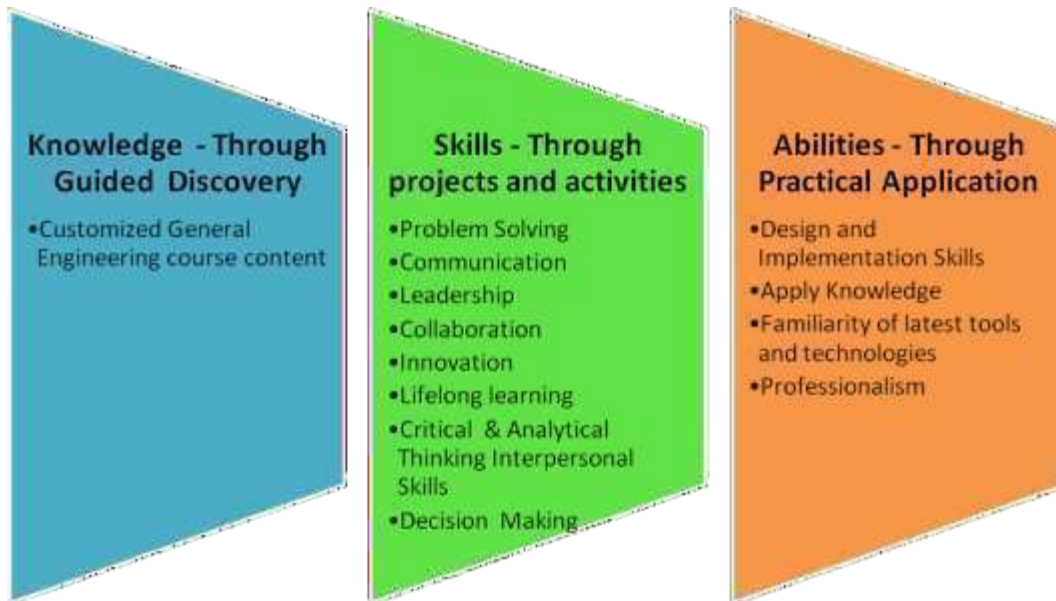 Knowledge - Through
Guided Discovery
•Customized General
Engineering course content
Skills - Through
projects and activities
•Problem Solving
•Communication
•Leadership
•Collaboration
•Innovation
•Lifelong learning
•Critical & Analytical
Thinking Interpersonal
Skills
•Decision Making
Abilities - Through
Practical Application
•Design and
Implementation Skills
•Apply Knowledge
•Familiarity of latest tools
and technologies
•Professionalism